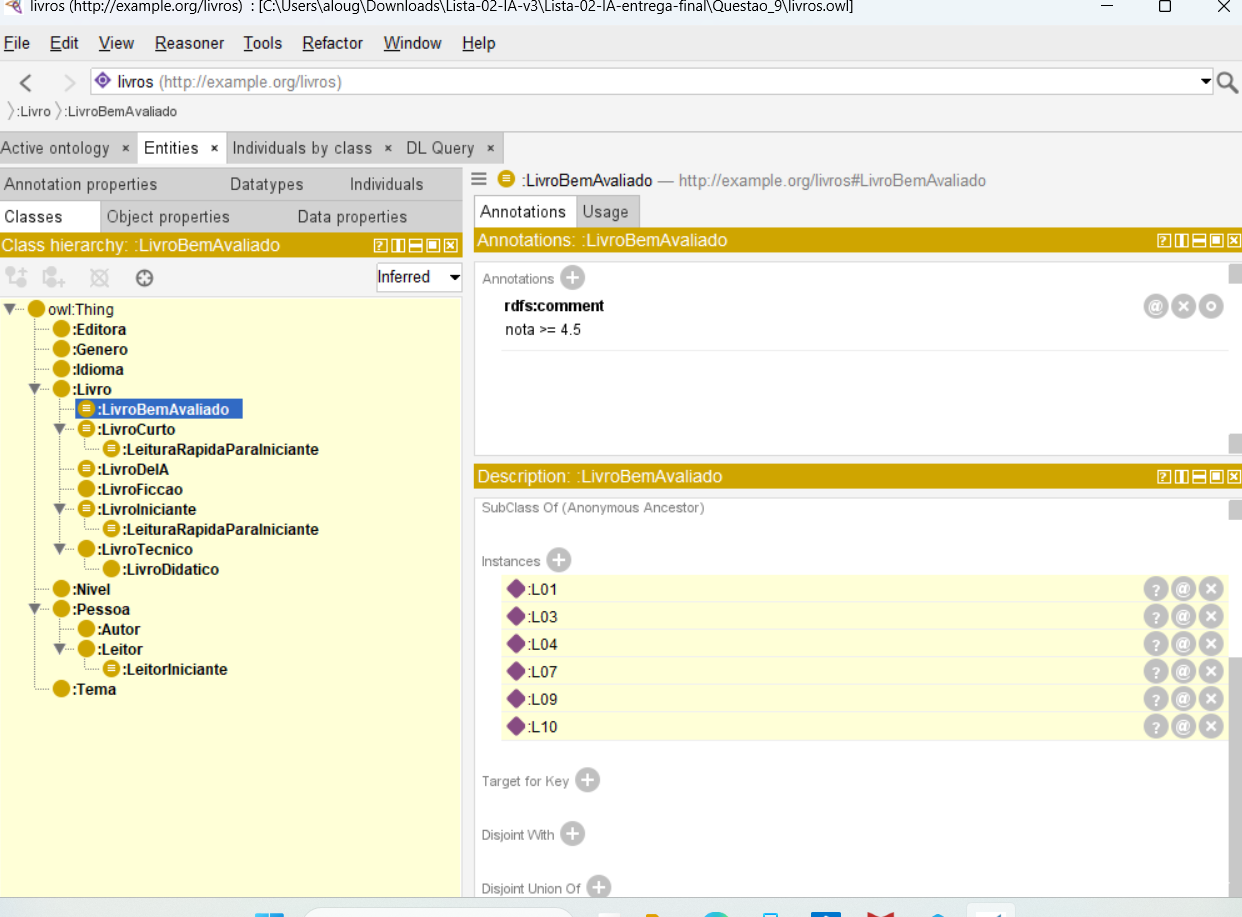 livros (http://example.org/livros) : [C:\Users\aloug\Downloads\Lista-02-IA-v3\Lista-02-IA-entrega-final\Questao_9\livros.owl]
File Edit View Reasoner Tools Refactor Window Help
livros (http://example.org/livros)
:Livro :LivroBemAvaliado
Active ontology × Entities × Individuals by class × DL Query ×
Annotation properties Datatypes Individuals
Classes Object properties Data properties
Class hierarchy: :LivroBemAvaliado
Inferred
owl:Thing
:Editora
:Genero
:Idioma
:Livro
:LivroBemAvaliado
:LivroCurto
:LeituraRapidaParaIniciante
:LivroDeIA
:LivroFiccao
:LivroIniciante
:LeituraRapidaParaIniciante
:LivroTecnico
:LivroDidatico
:Nivel
:Pessoa
:Autor
:Leitor
:LeitorIniciante
:Tema
:LivroBemAvaliado — http://example.org/livros#LivroBemAvaliado
Annotations Usage
Annotations: :LivroBemAvaliado
Annotations
rdfs:comment
nota >= 4.5
Description: :LivroBemAvaliado
SubClass Of (Anonymous Ancestor)
Instances
:L01
:L03
:L04
:L07
:L09
:L10
Target for Key
Disjoint With
Disjoint Union Of